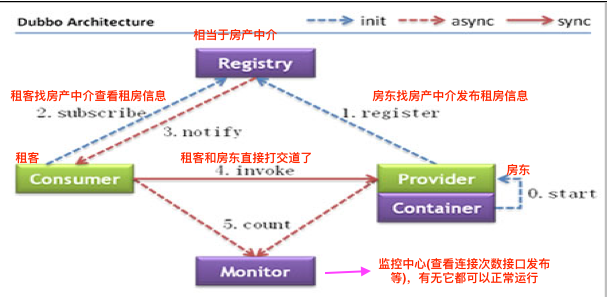 Dubbo Architecture
init
async
sync
相当于房产中介
Registry
租客找房产中介查看租房信息
房东找房产中介发布租房信息
2. subscribe
1. register
3. notify
租客
租客和房东直接打交道了
房东
Consumer
4. invoke
Provider
0. start
Container
5. count
Monitor
监控中心(查看连接次数接口发布
等)，有无它都可以正常运行